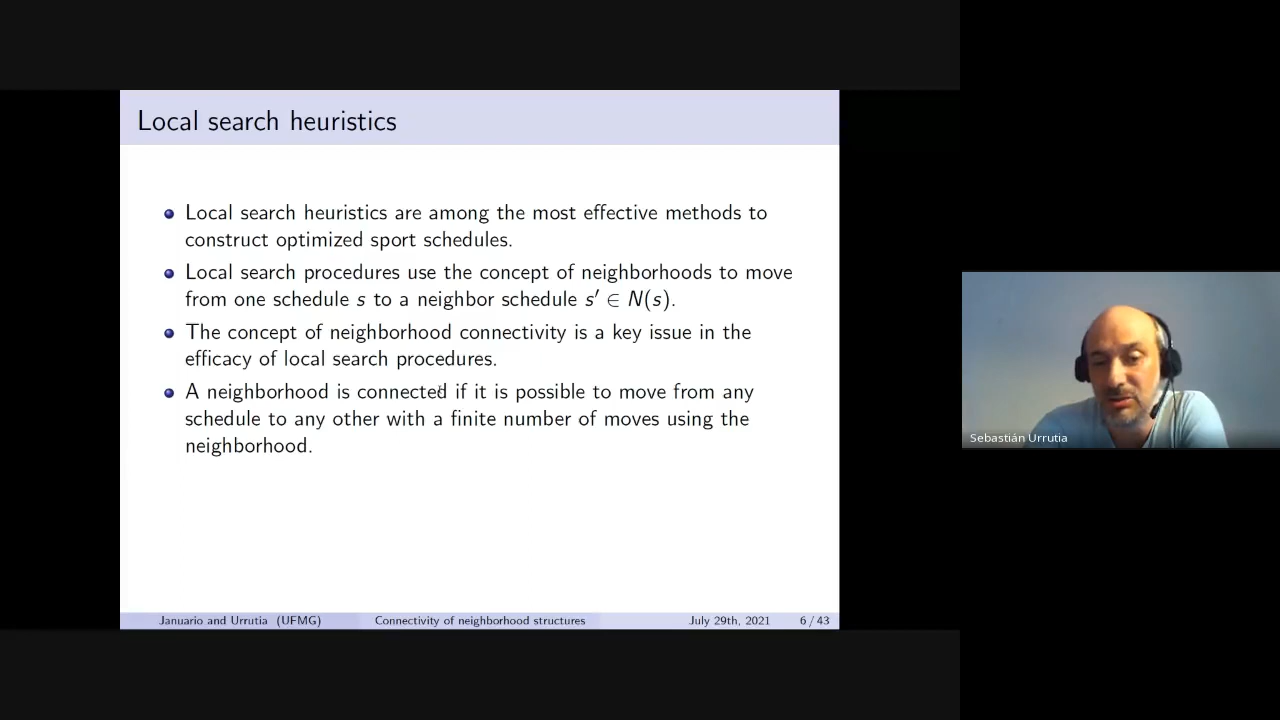 Local search heuristics
Local search heuristics are among the most effective methods to
construct optimized sport schedules.
Local search procedures use the concept of neighborhoods to move
from one schedule s to a neighbor schedule s′ ∈ N(s).
The concept of neighborhood connectivity is a key issue in the
efficacy of local search procedures.
A neighborhood is connected if it is possible to move from any
schedule to any other with a finite number of moves using the
neighborhood.
Januario and Urrutia (UFMG) Connectivity of neighborhood structures July 29th, 2021 6 / 43
Sebastián Urrutia